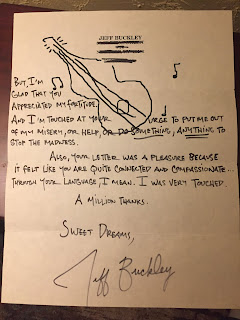 JEFF BUCKLEY
BUT I'M
GLAD THAT YOU
APPRECIATED MY FORTITUDE.
AND I'M TOUCHED AT YOUR URGE TO PUT ME OUT
OF MY MISERY, OR HELP, OR DO SOMETHING, ANYTHING TO
STOP THE MADNESS.
ALSO, YOUR LETTER WAS A PLEASURE BECAUSE
IT FELT LIKE YOU ARE QUITE CONNECTED AND COMPASSIONATE...
THROUGH YOUR LANGUAGE, I MEAN. I WAS VERY TOUCHED.
A MILLION THANKS.
SWEET DREAMS,
Jeff Buckley